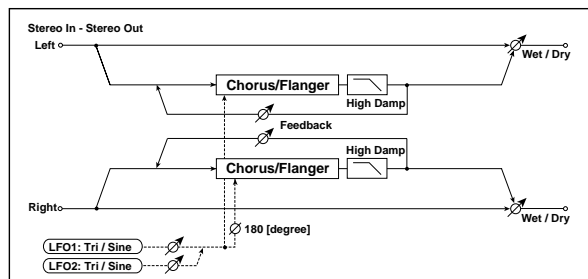 Stereo In - Stereo Out
Left
Wet / Dry
Chorus/Flanger
High Damp
Feedback
High Damp
Chorus/Flanger
Right
Wet / Dry
180 [degree]
LFO1: Tri / Sine
LFO2: Tri / Sine